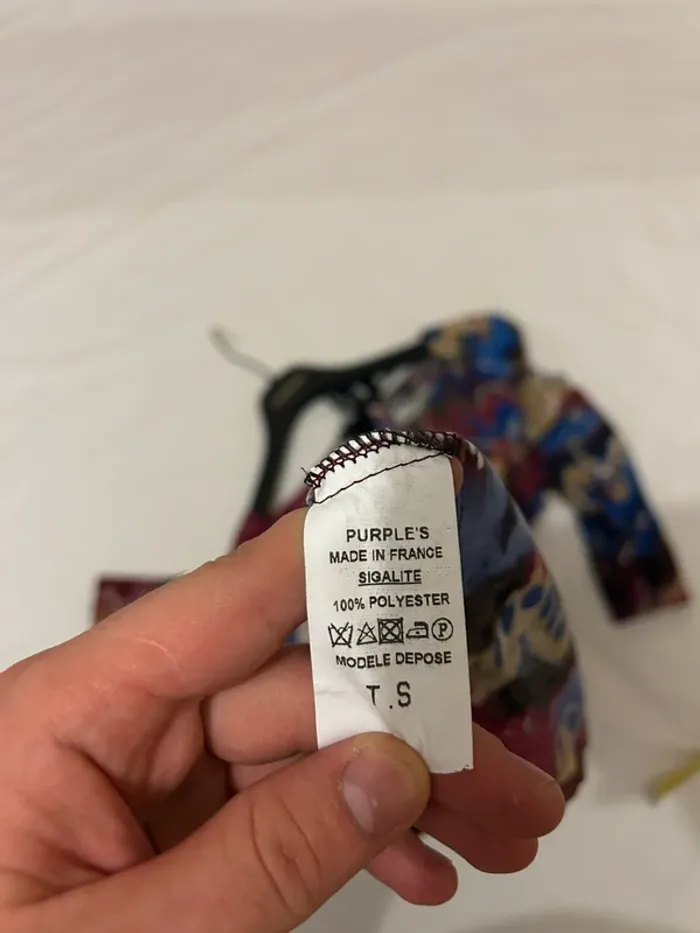 PURPLE'S
MADE IN FRANCE
SIGALITE
100% POLYESTER
P
MODELE DEPOSE
T.S